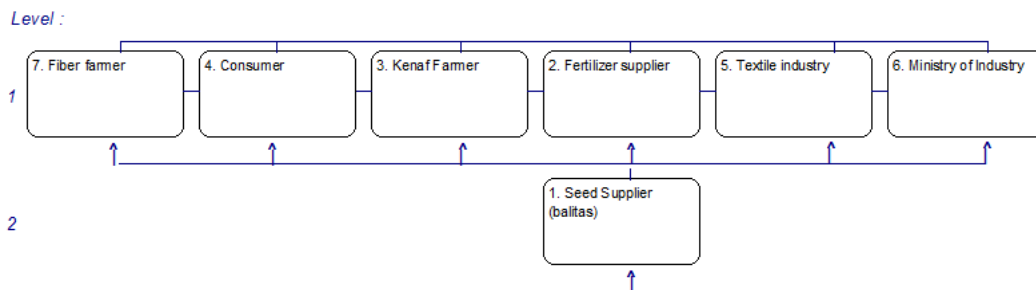 Level :
7. Fiber farmer
4. Consumer
3. Kenaf Farmer
2. Fertilizer supplier
5. Textile industry
6. Ministry of Industry
1
1. Seed Supplier
(balitas)
2